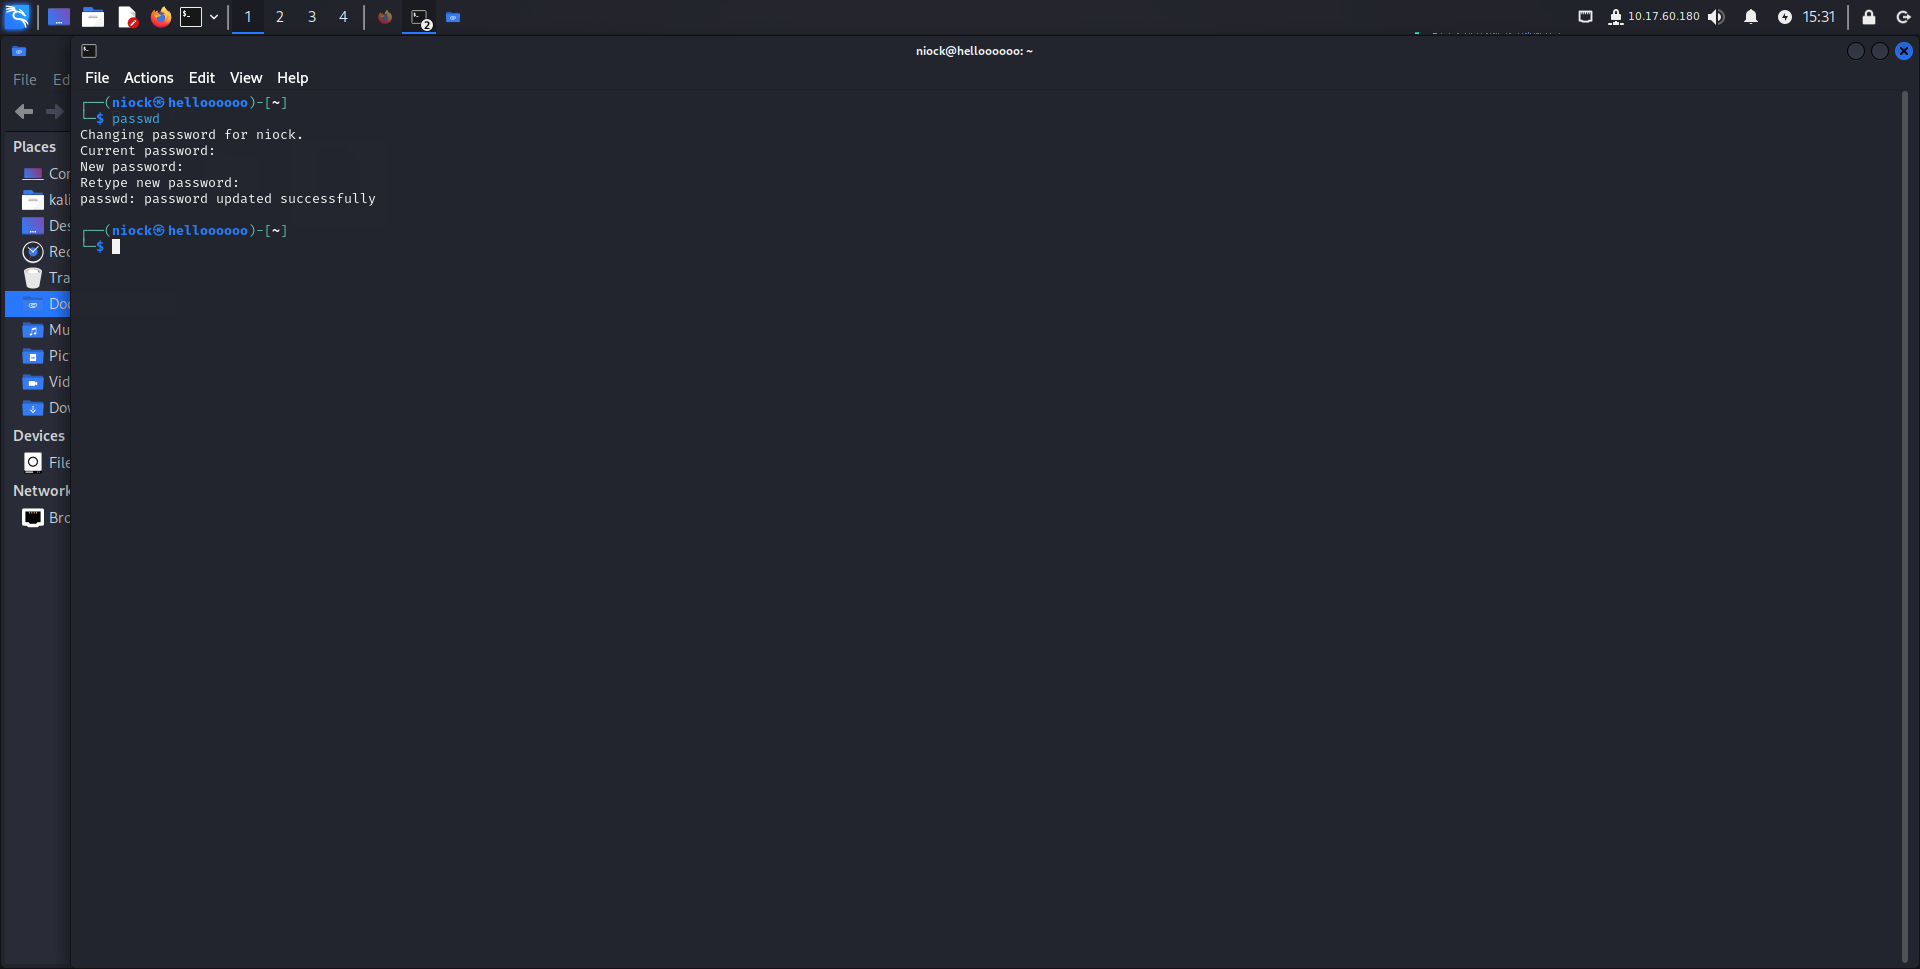 1 2 3 4 2 10.17.60.180 15:31
niock@helloooooo: ~
File Ed
File Actions Edit View Help
┌──(niock㉿helloooooo)-[~]
└─$ passwd
Changing password for niock.
Current password:
New password:
Retype new password:
passwd: password updated successfully
┌──(niock㉿helloooooo)-[~]
└─$
Places
Cor
kali
Des
Rec
Tra
Doc
Mu
Pic
Vid
Dov
Devices
File
Network
Bro